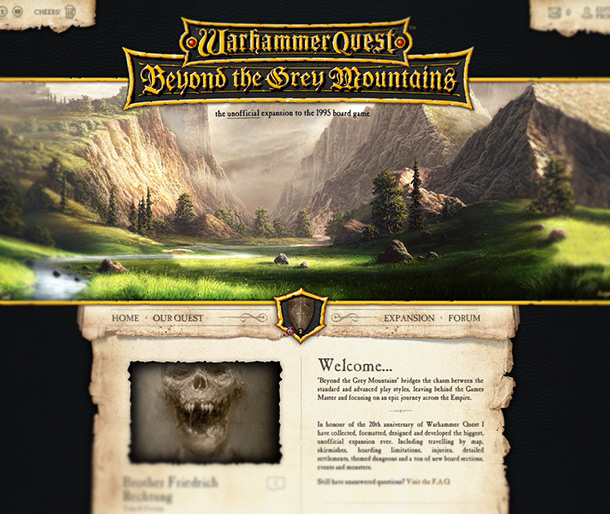 CHEERS!
0
Warhammer Quest
Beyond the Grey Mountains
the unofficial expansion to the 1995 board game
HOME · OUR QUEST
EXPANSION · FORUM
Welcome...
"Beyond the Grey Mountains" bridges the chasm between the
standard and advanced play styles, leaving behind the Games
Master and focusing on an epic journey across the Empire.
In honour of the 20th anniversary of Warhammer Quest I
have collected, formatted, designed and developed the biggest,
unofficial expansion ever. Including travelling by map,
skirmishes, hoarding limitations, injuries, detailed
settlements, themed dungeons and a ton of new board sections,
events and monsters.
Still have unanswered questions? Visit the F.A.Q
Brother Friedrich
Rechtung